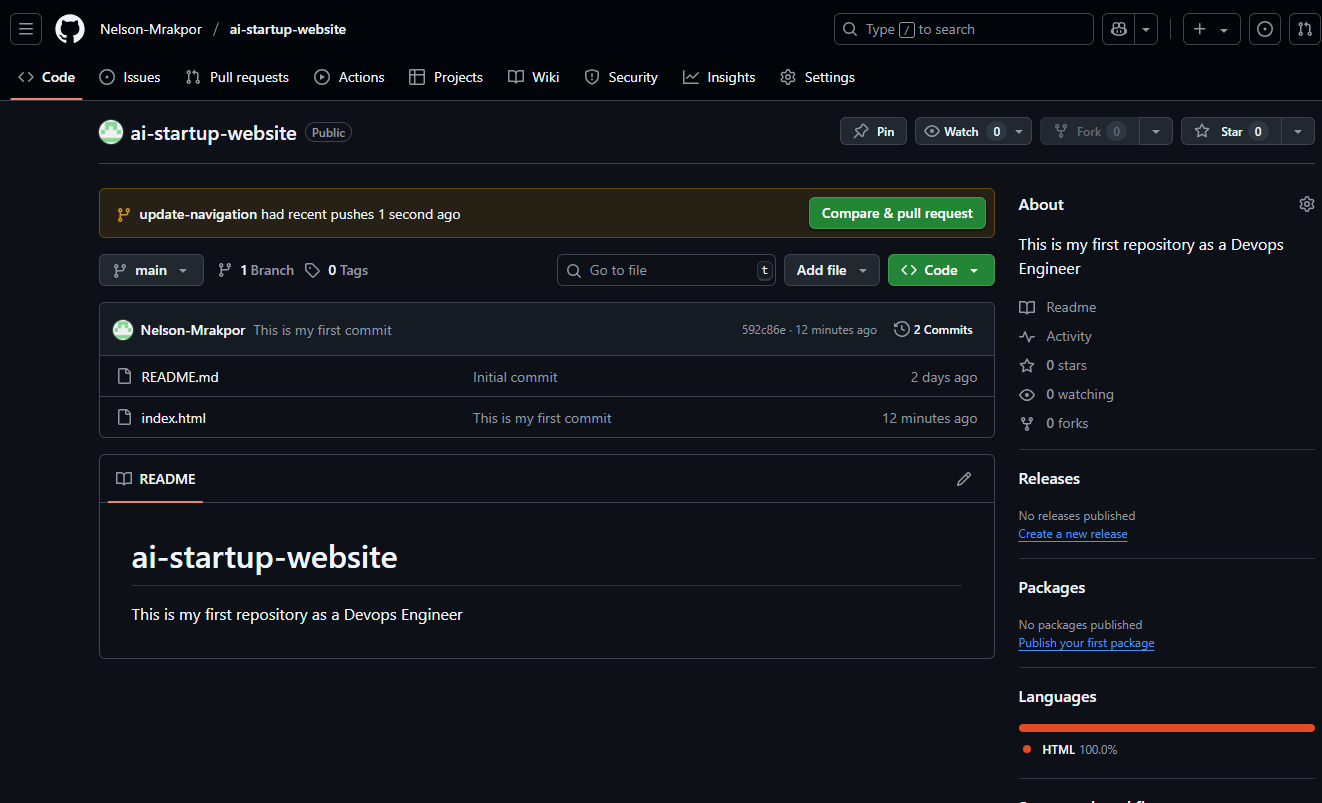 Nelson-Mrakpor / ai-startup-website
Type / to search
Code
Issues
Pull requests
Actions
Projects
Wiki
Security
Insights
Settings
ai-startup-website Public
Pin
Watch 0
Fork 0
Star 0
update-navigation had recent pushes 1 second ago
Compare & pull request
main
1 Branch
0 Tags
Go to file t
Add file
Code
Nelson-Mrakpor This is my first commit 592c86e · 12 minutes ago 2 Commits
README.md Initial commit 2 days ago
index.html This is my first commit 12 minutes ago
README
ai-startup-website
This is my first repository as a Devops Engineer
About
This is my first repository as a Devops
Engineer
Readme
Activity
0 stars
0 watching
0 forks
Releases
No releases published
Create a new release
Packages
No packages published
Publish your first package
Languages
HTML 100.0%